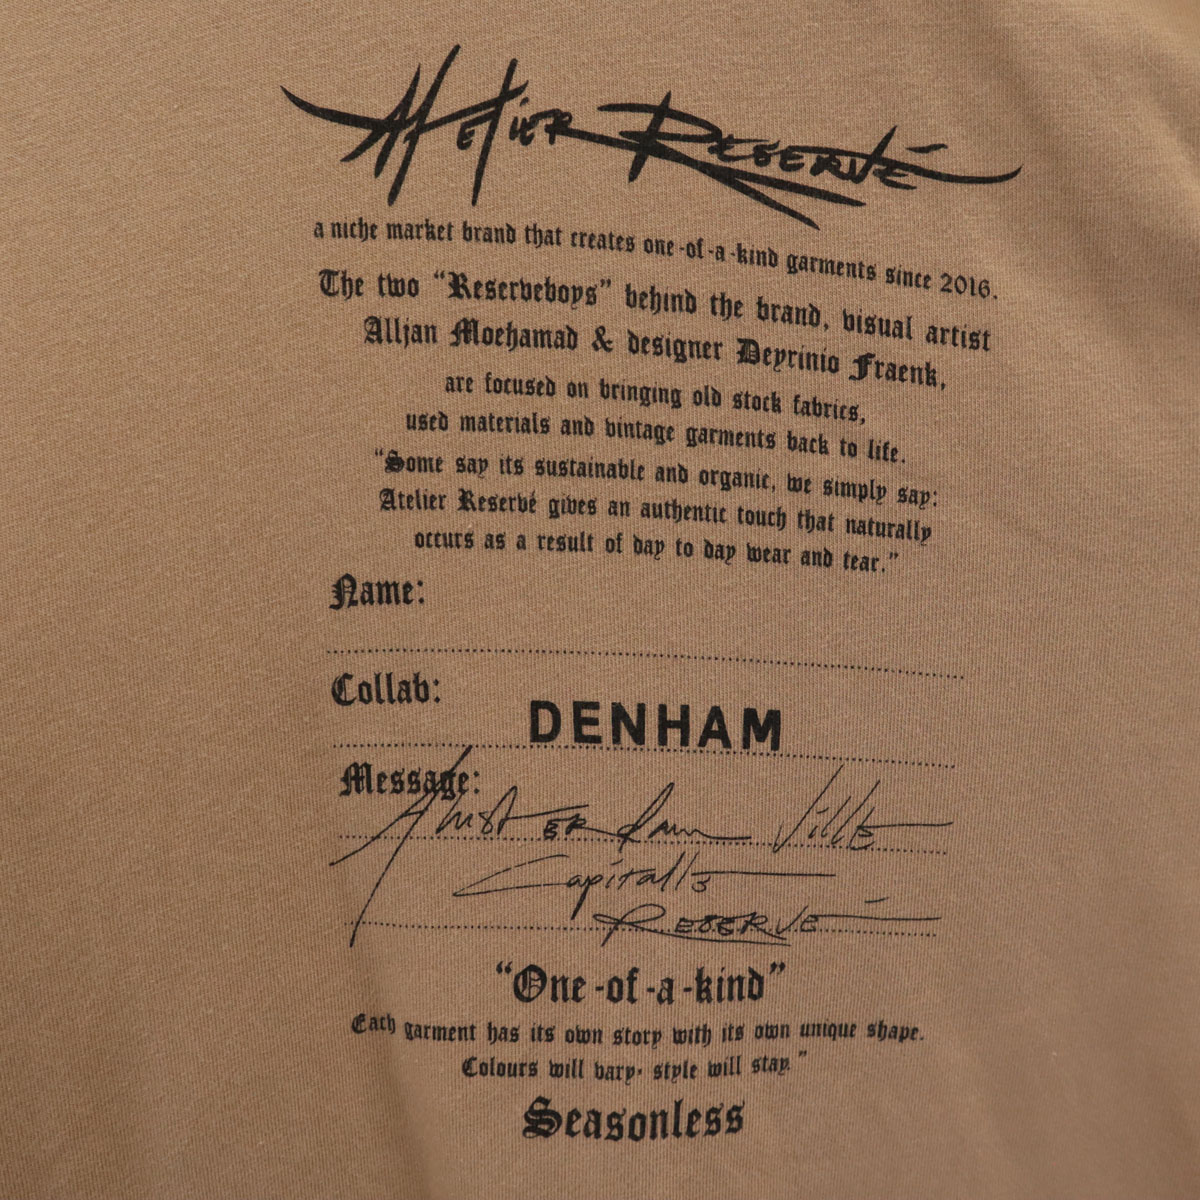 Atelier Reservé
a niche market brand that creates one-of-a-kind garments since 2016.
The two “Reserveboys” behind the brand, visual artist
Alljan Moehamad & designer Deyrinio Fraenk,
are focused on bringing old stock fabrics,
used materials and vintage garments back to life.
“Some say its sustainable and organic, we simply say:
Atelier Reservé gives an authentic touch that naturally
occurs as a result of day to day wear and tear.”
Name:
Collab:
DENHAM
Message:
AmsterDam Ville
Capitalle
Reservé
“One-of-a-kind”
Each garment has its own story with its own unique shape.
Colours will vary, style will stay.”
Seasonless